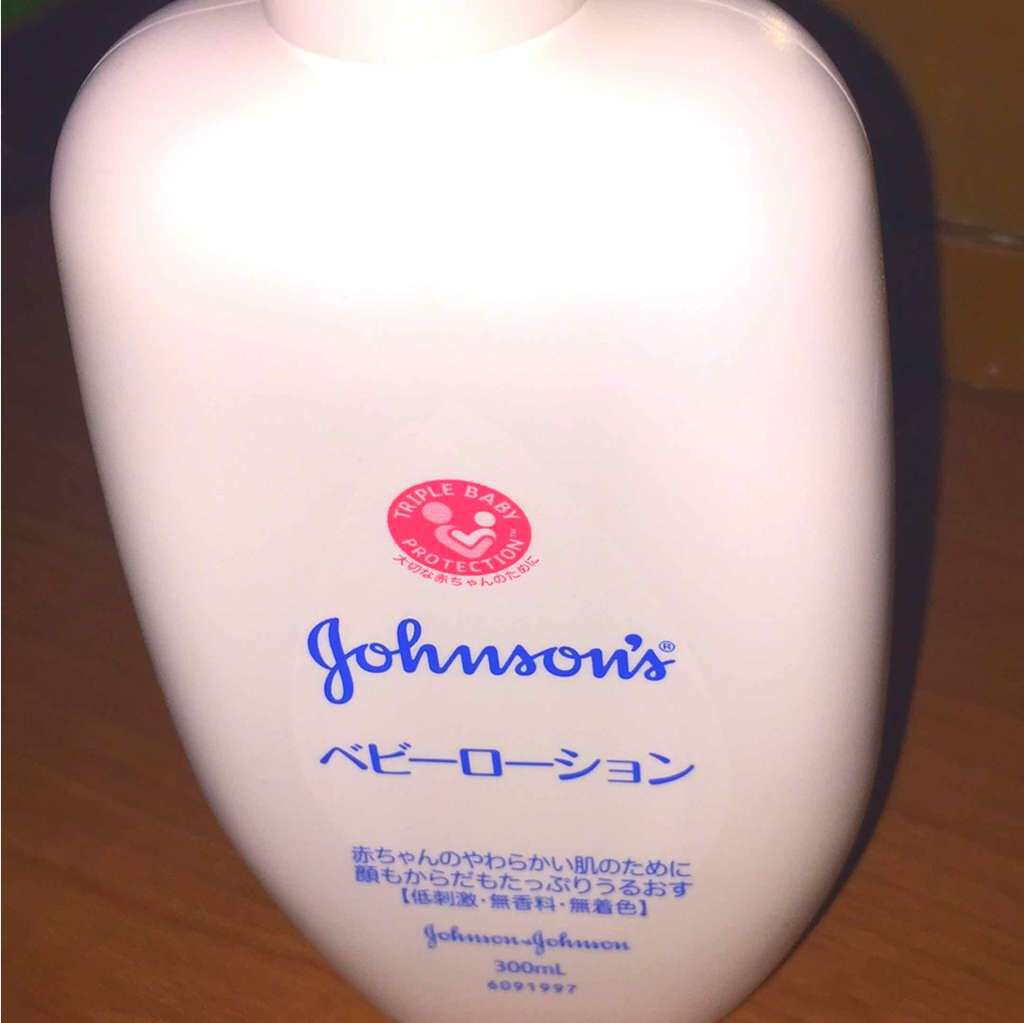 TRIPLE BABY
PROTECTION™
大切な赤ちゃんのために
Johnson's®
ベビーローション
赤ちゃんのやわらかい肌のために
顔もからだもたっぷりうるおす
【低刺激・無香料・無着色】
Johnson&Johnson
300mL
6091997